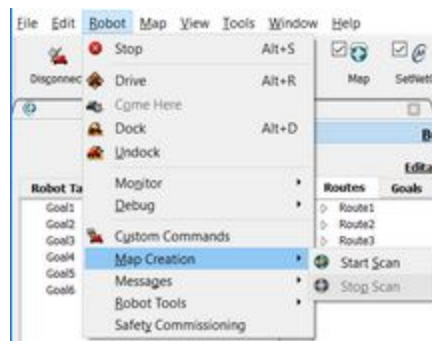 File Edit Robot Map View Tools Window Help
Stop Alt+S
Disconnec Map SetNetG
Drive Alt+R
Come Here
Dock Alt+D
Undock
Edita
Monitor
Robot Ta Routes Goals
Debug
Goal1 Route1
Goal2 Route2
Custom Commands
Goal3 Route3
Goal4 Map Creation Start Scan
Goal5 Messages Stop Scan
Goal6 Robot Tools
Safety Commissioning